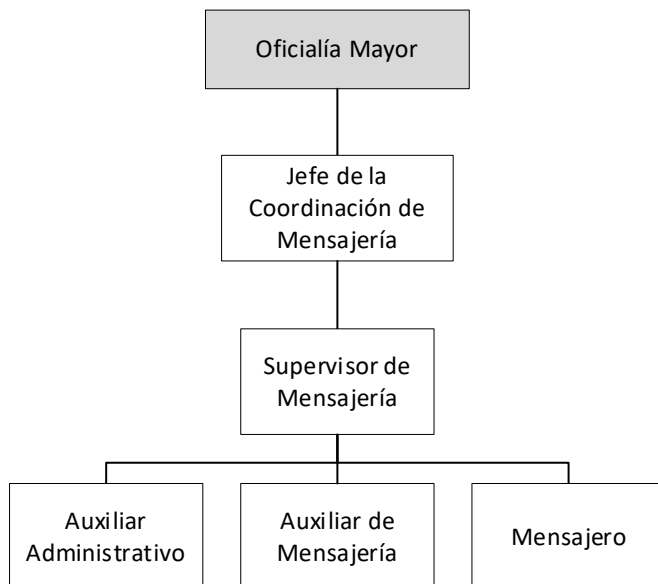 Oficialía Mayor
Jefe de la
Coordinación de
Mensajería
Supervisor de
Mensajería
Auxiliar
Administrativo
Auxiliar de
Mensajería
Mensajero